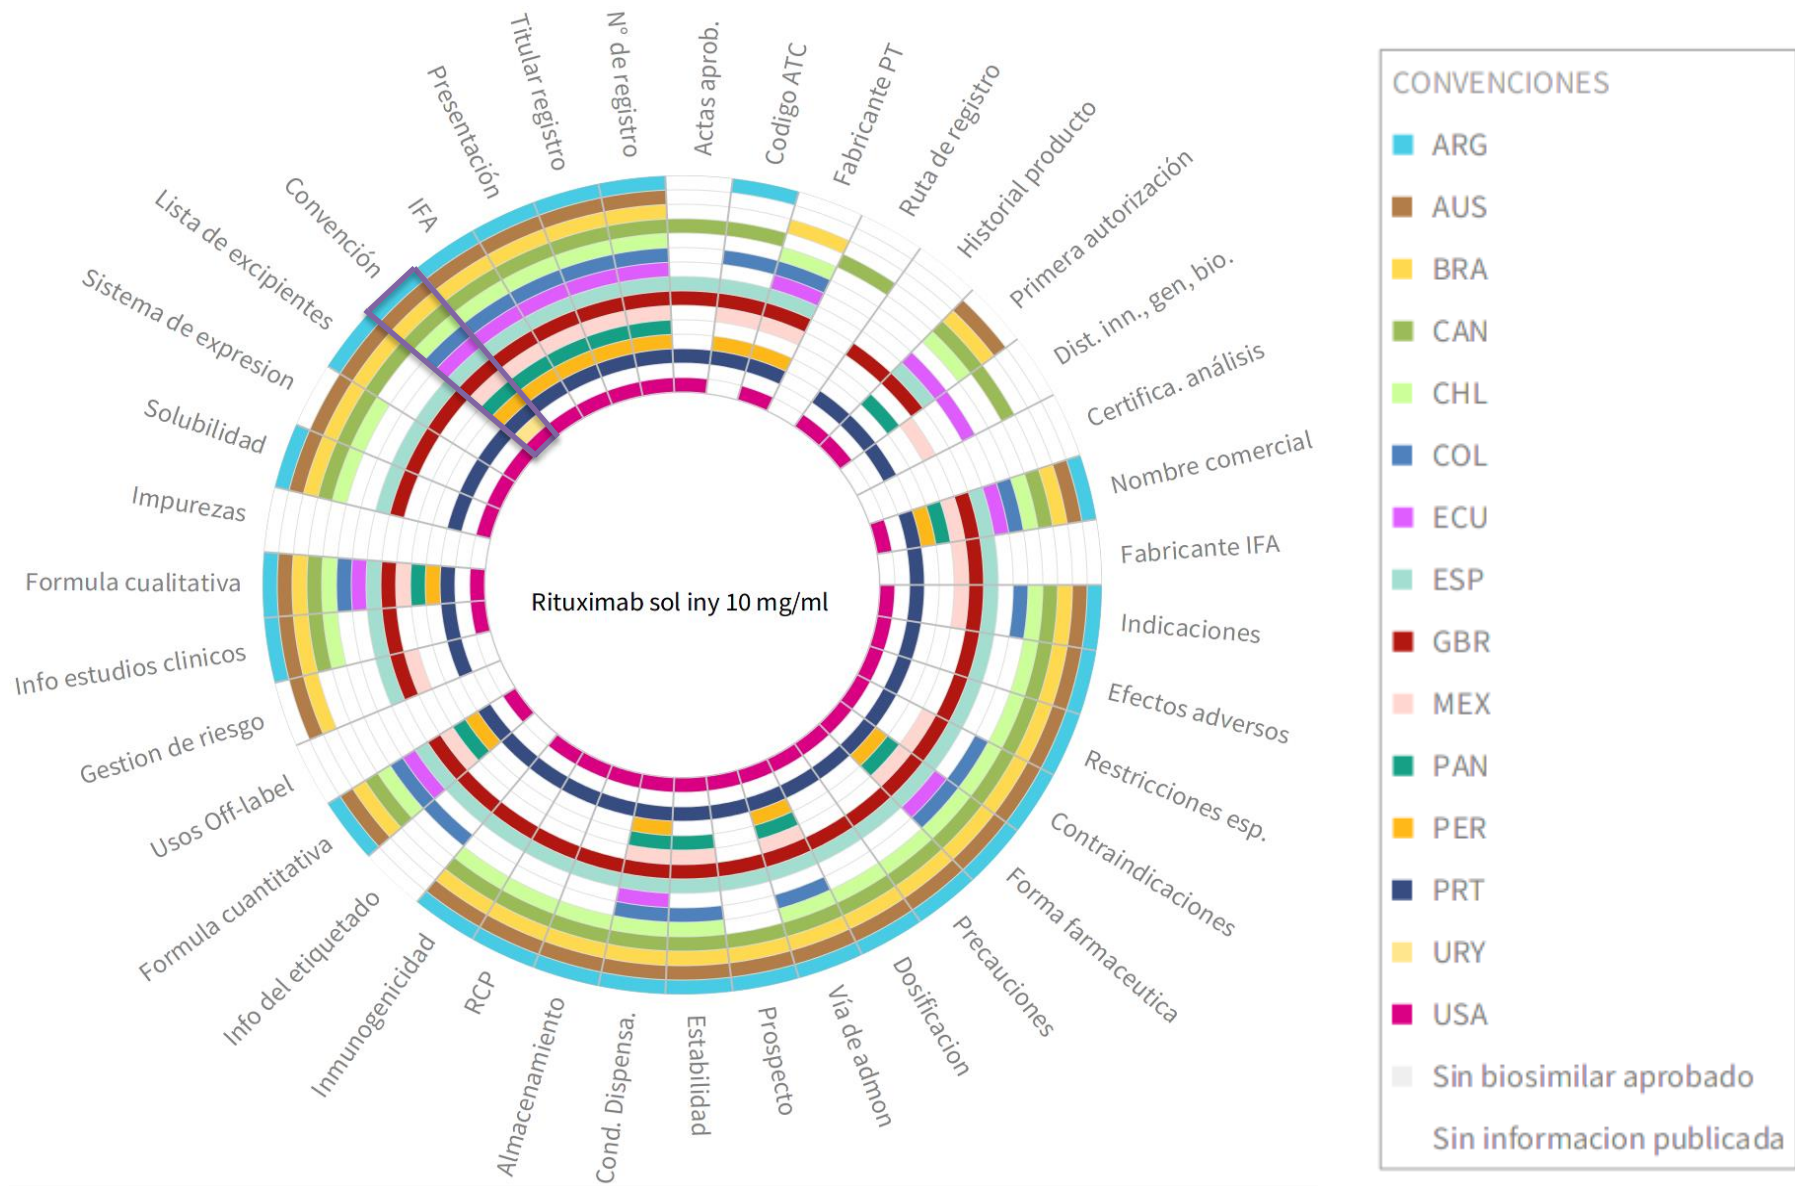 N° de registro
Actas aprob.
Codigo ATC
Fabricante PT
Ruta de registro
Historial producto
Primera autorización
Dist. inn., gen, bio.
Certifica. análisis
Nombre comercial
Fabricante IFA
Indicaciones
Efectos adversos
Restricciones esp.
Contraindicaciones
Forma farmaceutica
Precauciones
Dosificacion
Vía de admon
Prospecto
Estabilidad
Cond. Dispensa.
Almacenamiento
RCP
Inmunogenicidad
Info del etiquetado
Formula cuantitativa
Usos Off-label
Gestion de riesgo
Info estudios clinicos
Formula cualitativa
Impurezas
Solubilidad
Sistema de expresion
Lista de excipientes
Convención
IFA
Presentación
Titular registro
Rituximab sol iny 10 mg/ml
CONVENCIONES
ARG
AUS
BRA
CAN
CHL
COL
ECU
ESP
GBR
MEX
PAN
PER
PRT
URY
USA
Sin biosimilar aprobado
Sin informacion publicada